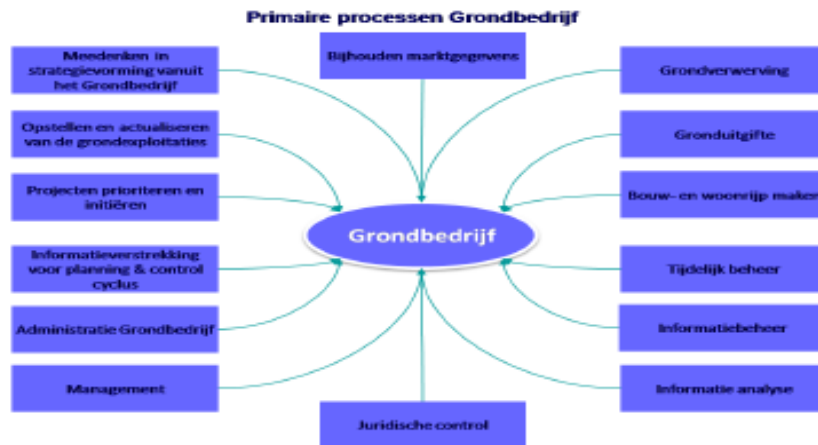 Primaire processen Grondbedrijf
Meedenken in
strategievorming vanuit
het Grondbedrijf
Bijhouden marktgegevens
Grondverwerving
Opstellen en actualiseren
van de grondexploitaties
Gronduitgifte
Projecten prioriteren en
initiëren
Bouw- en woonrijp maken
Grondbedrijf
Informatieverstrekking
voor planning & control
cyclus
Tijdelijk beheer
Administratie Grondbedrijf
Informatiebeheer
Management
Informatie analyse
Juridische control